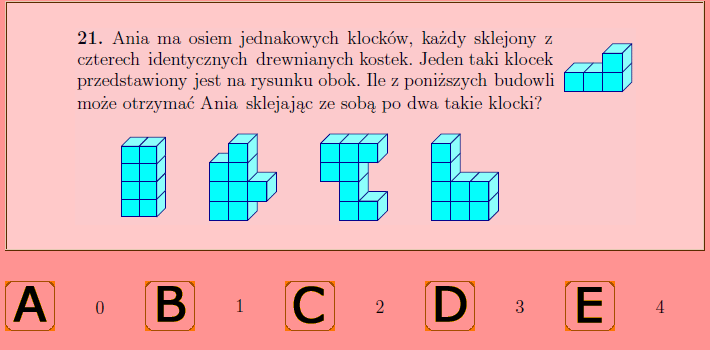 21. Ania ma osiem jednakowych klocków, każdy sklejony z
czterech identycznych drewnianych kostek. Jeden taki klocek
przedstawiony jest na rysunku obok. Ile z poniższych budowli
może otrzymać Ania sklejając ze sobą po dwa takie klocki?
A 0 B 1 C 2 D 3 E 4